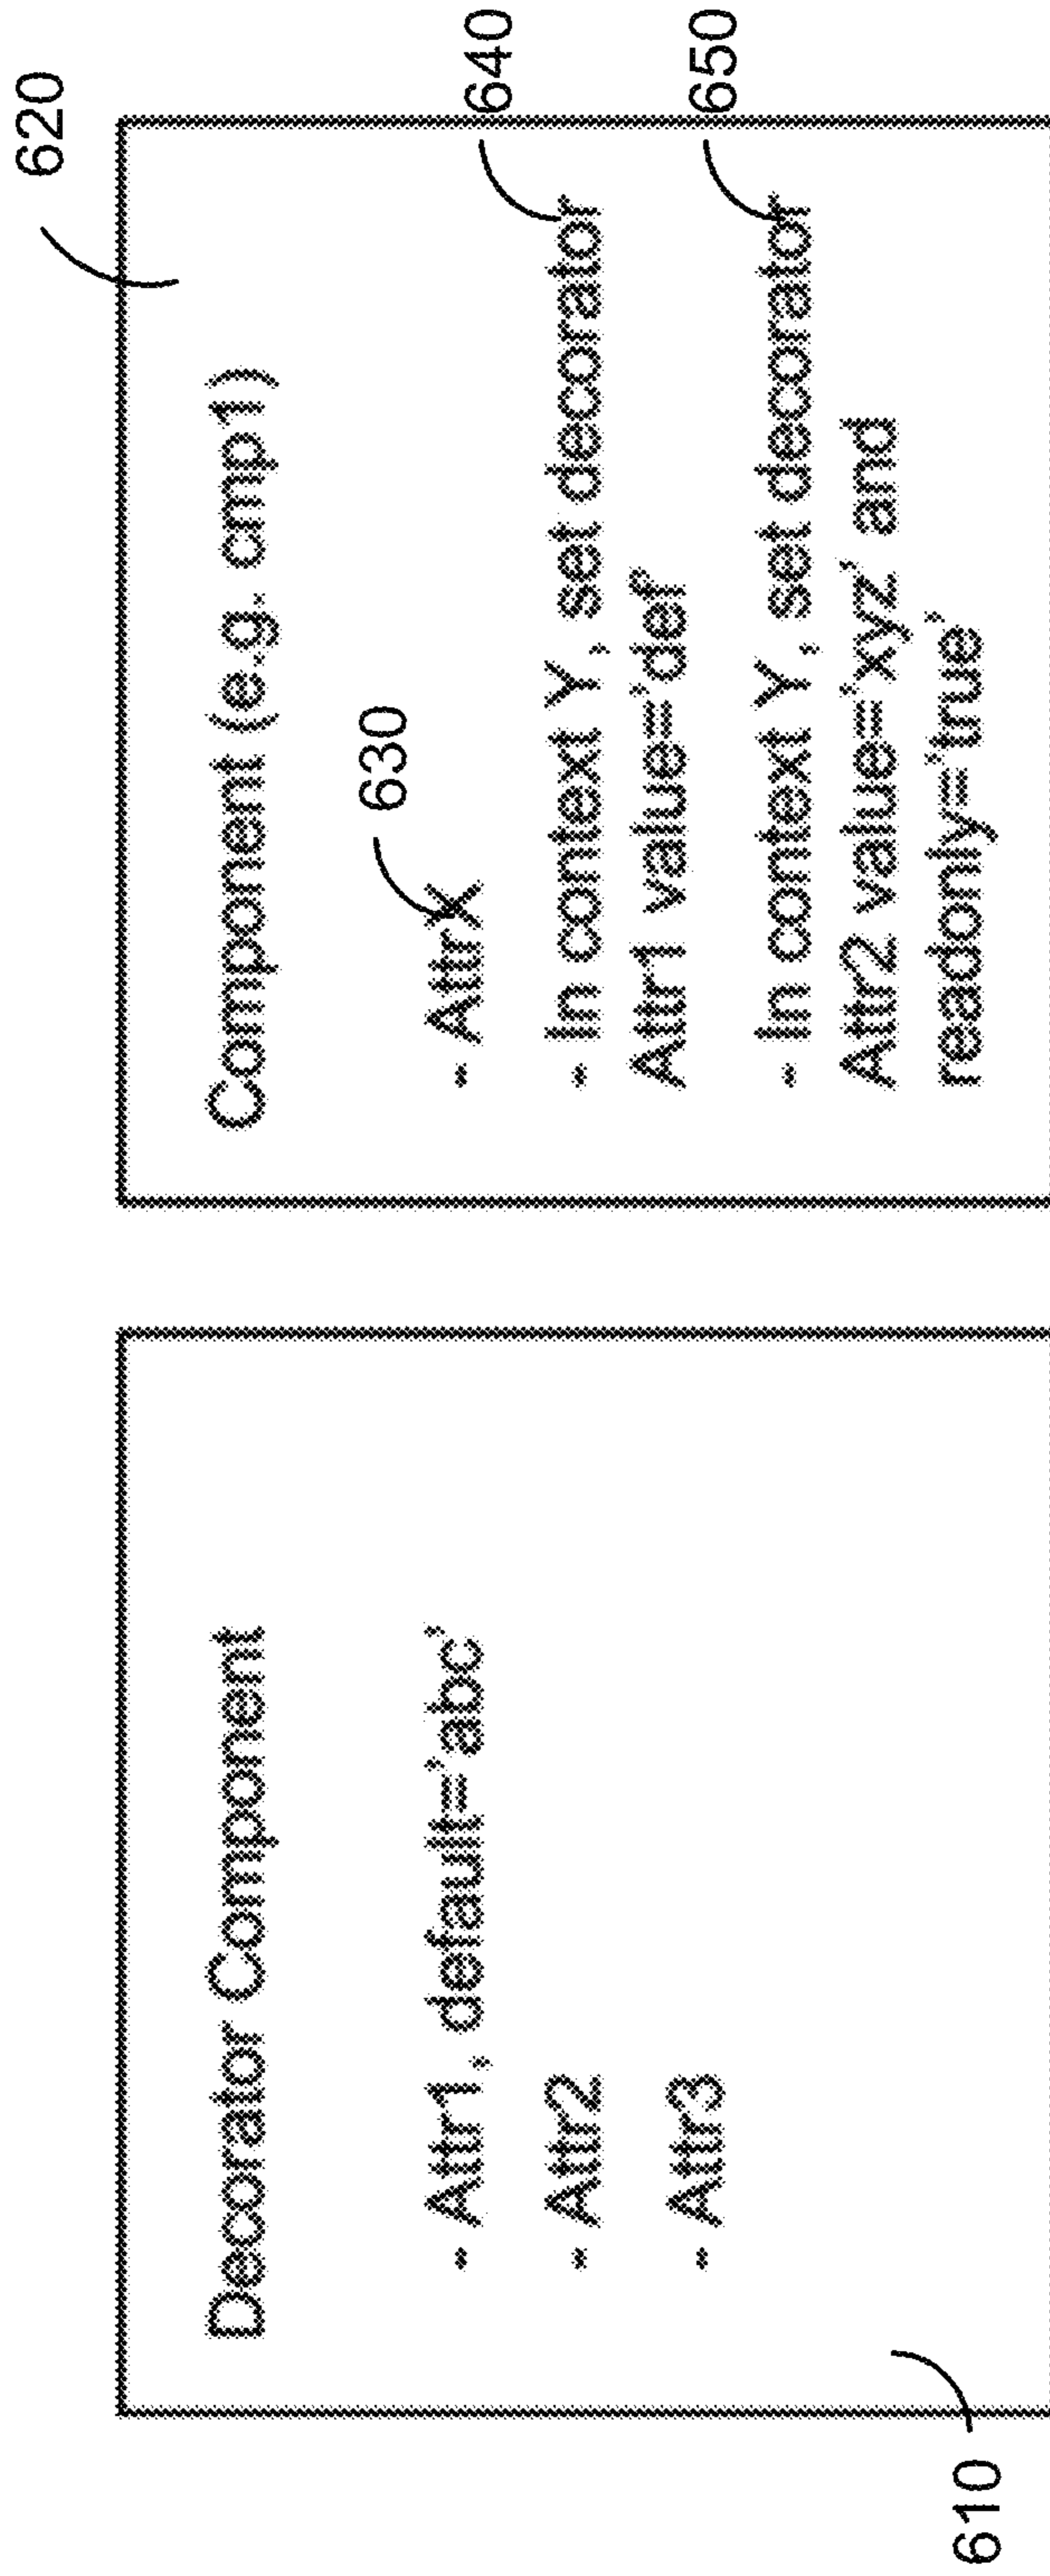 610
Decorator Component
- Attr1, default='abc'
- Attr2
- Attr3
620
Component (e.g. cmp1)
630
- AttrX
640
- In context Y, set decorator
Attr1 value='def'
650
- In context Y, set decorator
Attr2 value='xyz' and
readonly='true'